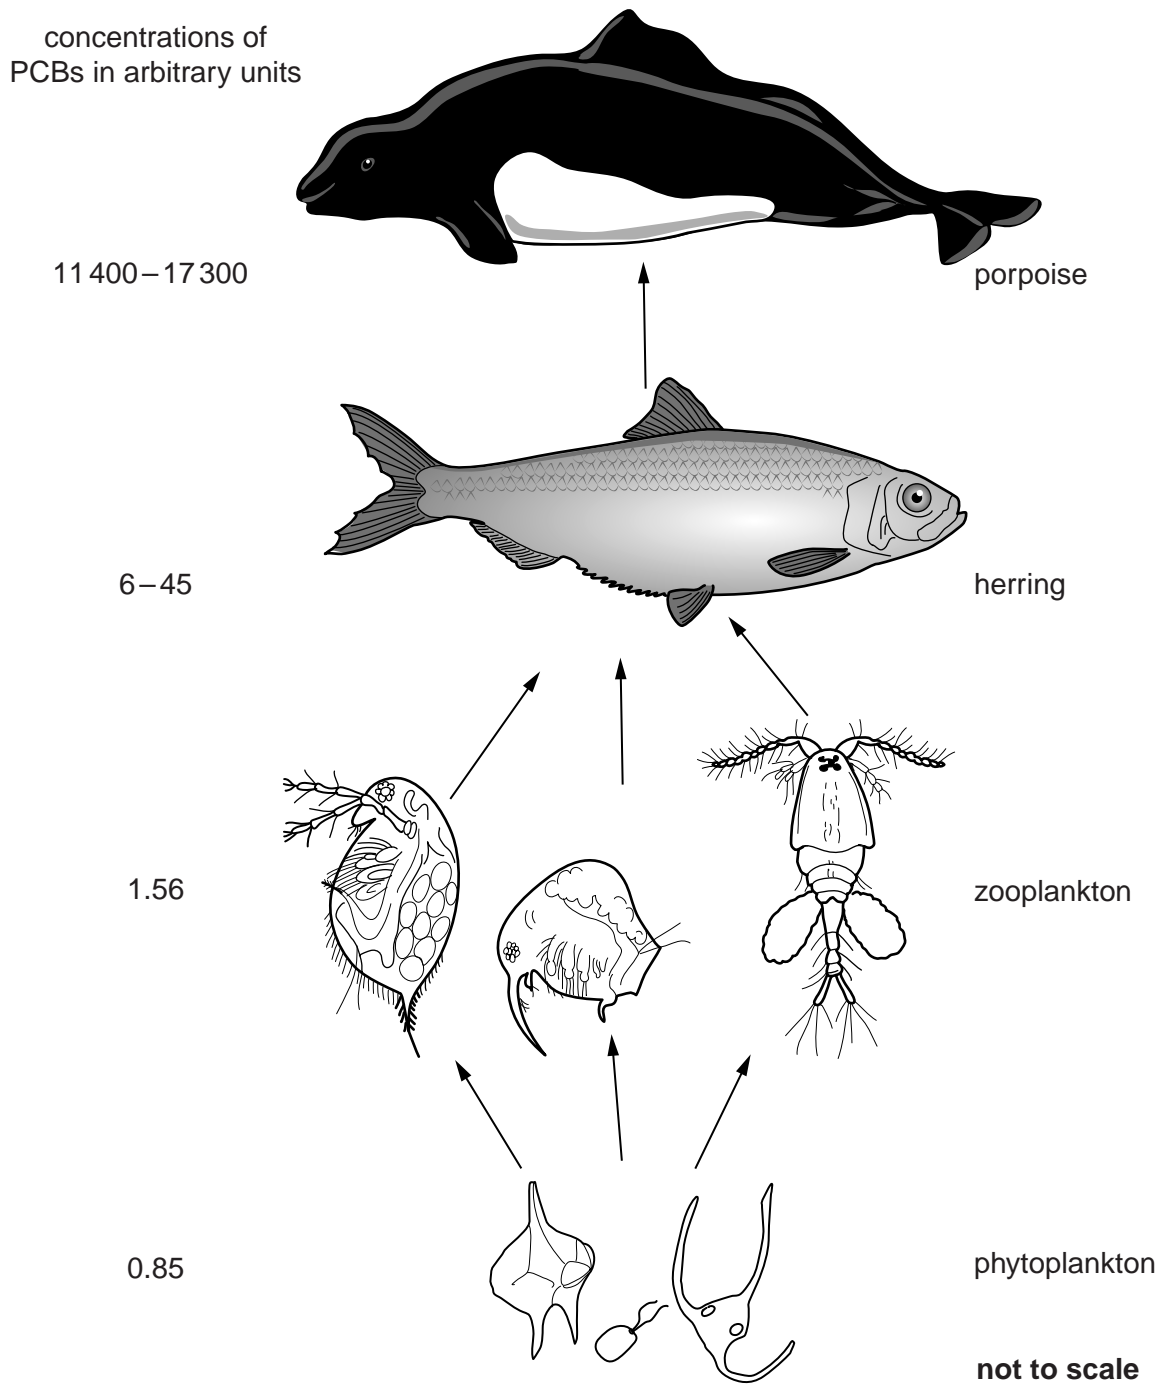 concentrations of
PCBs in arbitrary units
11 400 – 17 300
porpoise
6 – 45
herring
1.56
zooplankton
0.85
phytoplankton
not to scale